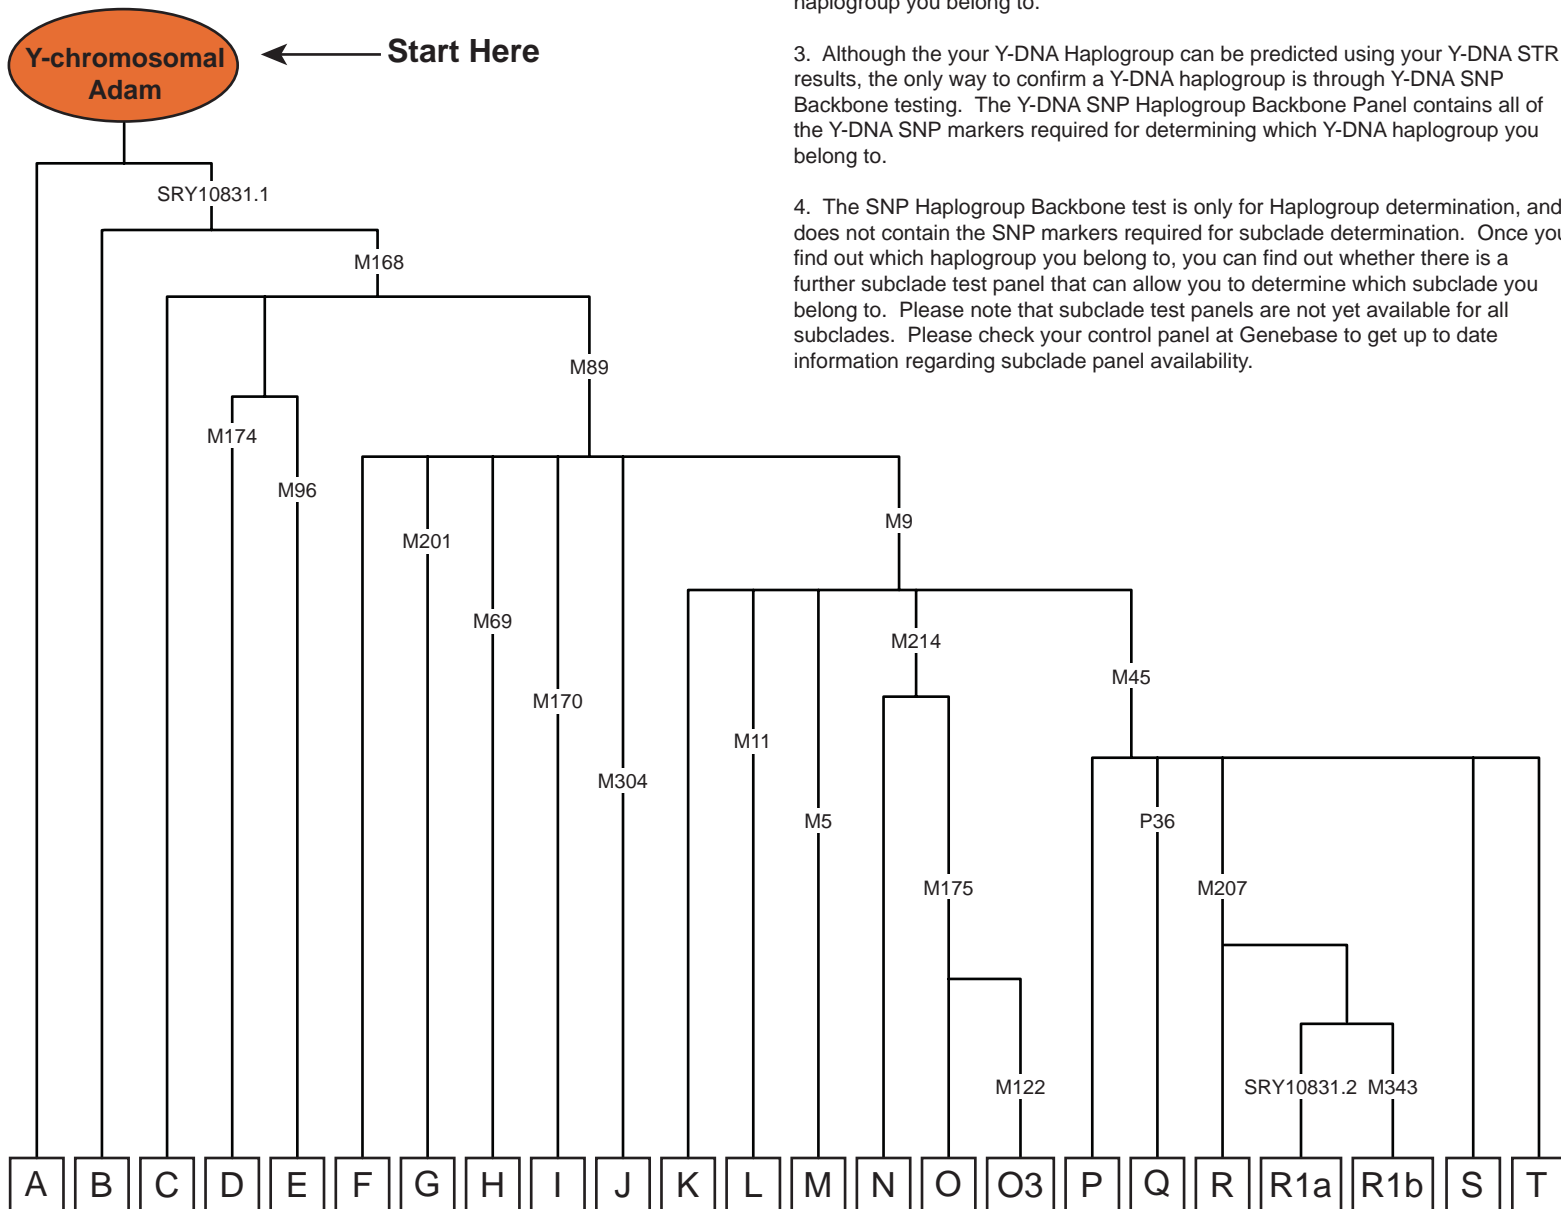 haplogroup you belong to.
Y-chromosomal
Adam
Start Here
3. Although the your Y-DNA Haplogroup can be predicted using your Y-DNA STR
results, the only way to confirm a Y-DNA haplogroup is through Y-DNA SNP
Backbone testing. The Y-DNA SNP Haplogroup Backbone Panel contains all of
the Y-DNA SNP markers required for determining which Y-DNA haplogroup you
belong to.
4. The SNP Haplogroup Backbone test is only for Haplogroup determination, and
does not contain the SNP markers required for subclade determination. Once you
find out which haplogroup you belong to, you can find out whether there is a
further subclade test panel that can allow you to determine which subclade you
belong to. Please note that subclade test panels are not yet available for all
subclades. Please check your control panel at Genebase to get up to date
information regarding subclade panel availability.
SRY10831.1
M168
M89
M174
M96
M201
M9
M69
M214
M45
M170
M11
M304
M5
P36
M175
M207
M122
SRY10831.2 M343
A B C D E F G H I J K L M N O O3 P Q R R1a R1b S T